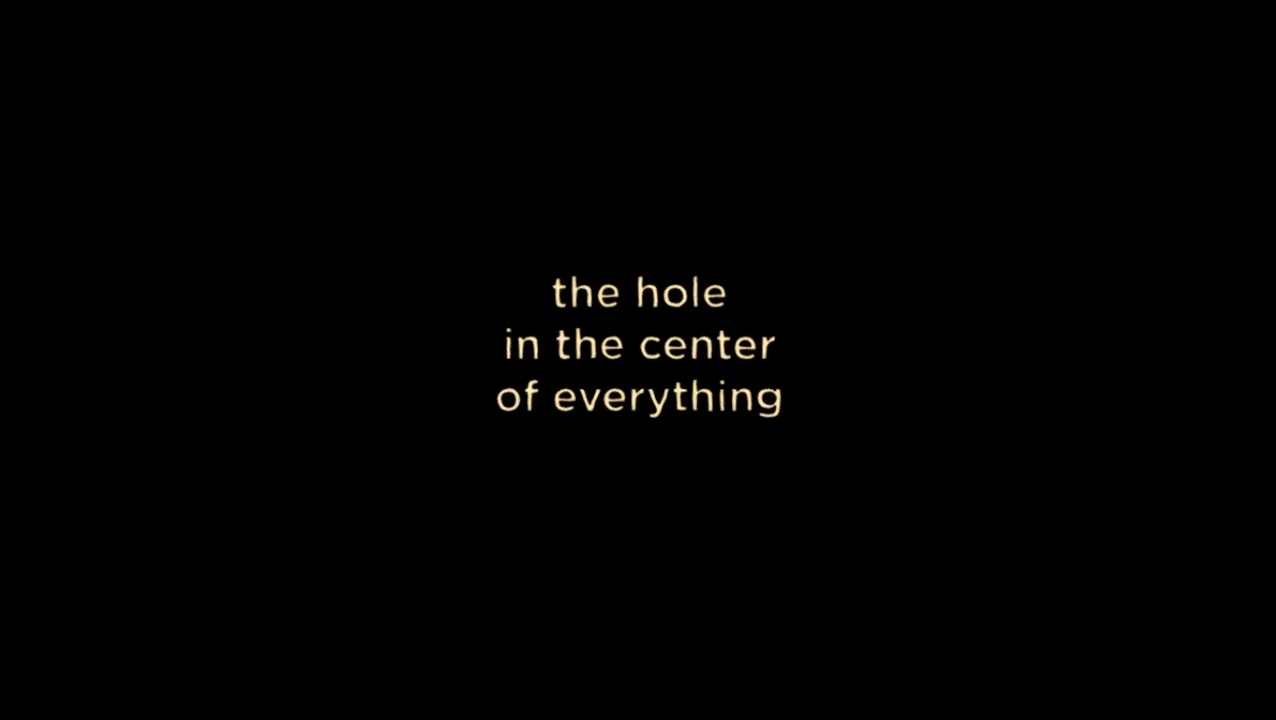 the hole
in the center
of everything